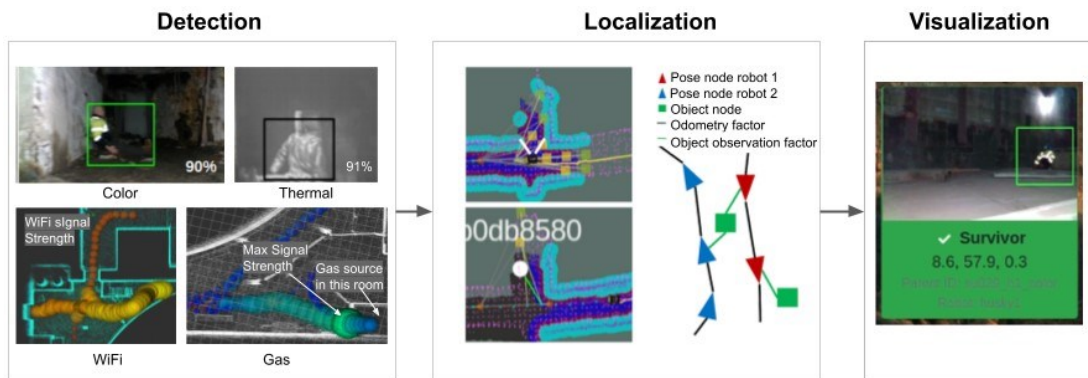 Detection
Localization
Visualization
90%
91%
Color
Thermal
WiFi sIgnal
Strength
Max Signal
Strength
Gas source
in this room
WiFi
Gas
b0db8580
Pose node robot 1
Pose node robot 2
Object node
Odometry factor
Object observation factor
Survivor
8.6, 57.9, 0.3